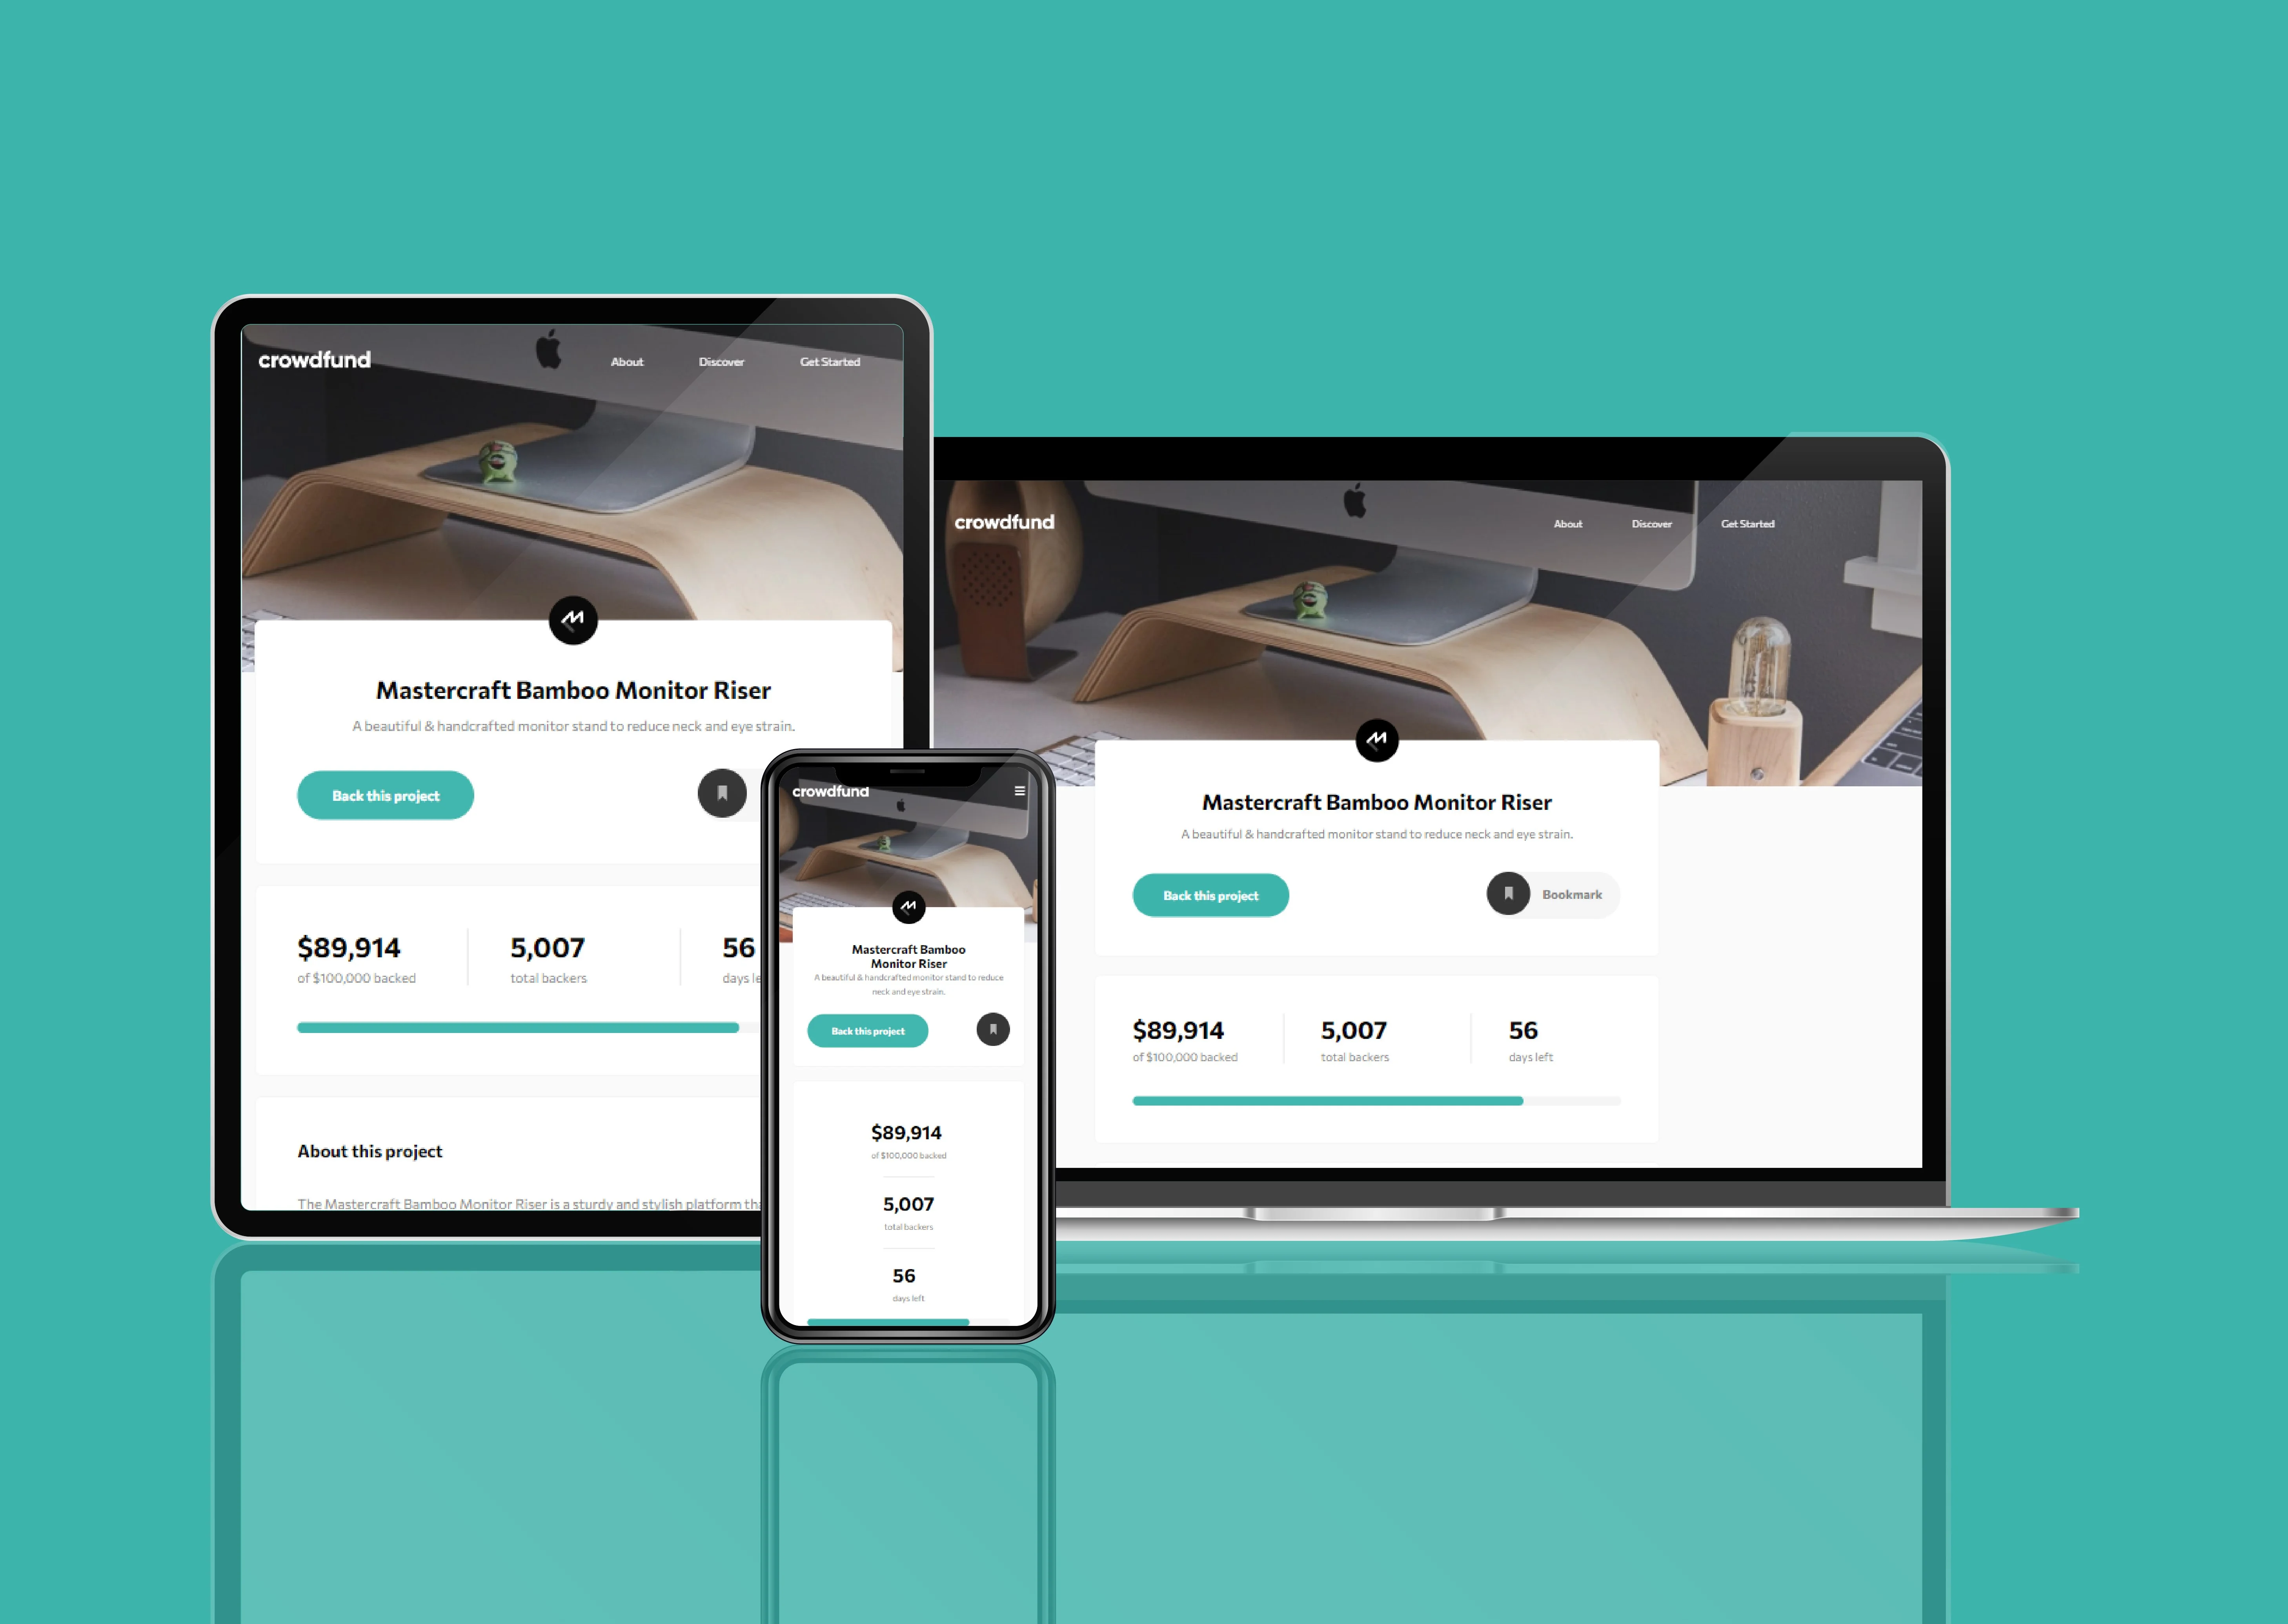 crowdfund
About
Discover
Get Started
Mastercraft Bamboo Monitor Riser
A beautiful & handcrafted monitor stand to reduce neck and eye strain.
Back this project
$89,914
of $100,000 backed
5,007
total backers
56
days le
About this project
The Mastercraft Bamboo Monitor Riser is a sturdy and stylish platform tha
crowdfund
Mastercraft Bamboo
Monitor Riser
A beautiful & handcrafted monitor stand to reduce
neck and eye strain.
Back this project
$89,914
of $100,000 backed
5,007
total backers
56
days left
crowdfund
About
Discover
Get Started
Mastercraft Bamboo Monitor Riser
A beautiful & handcrafted monitor stand to reduce neck and eye strain.
Back this project
Bookmark
$89,914
of $100,000 backed
5,007
total backers
56
days left